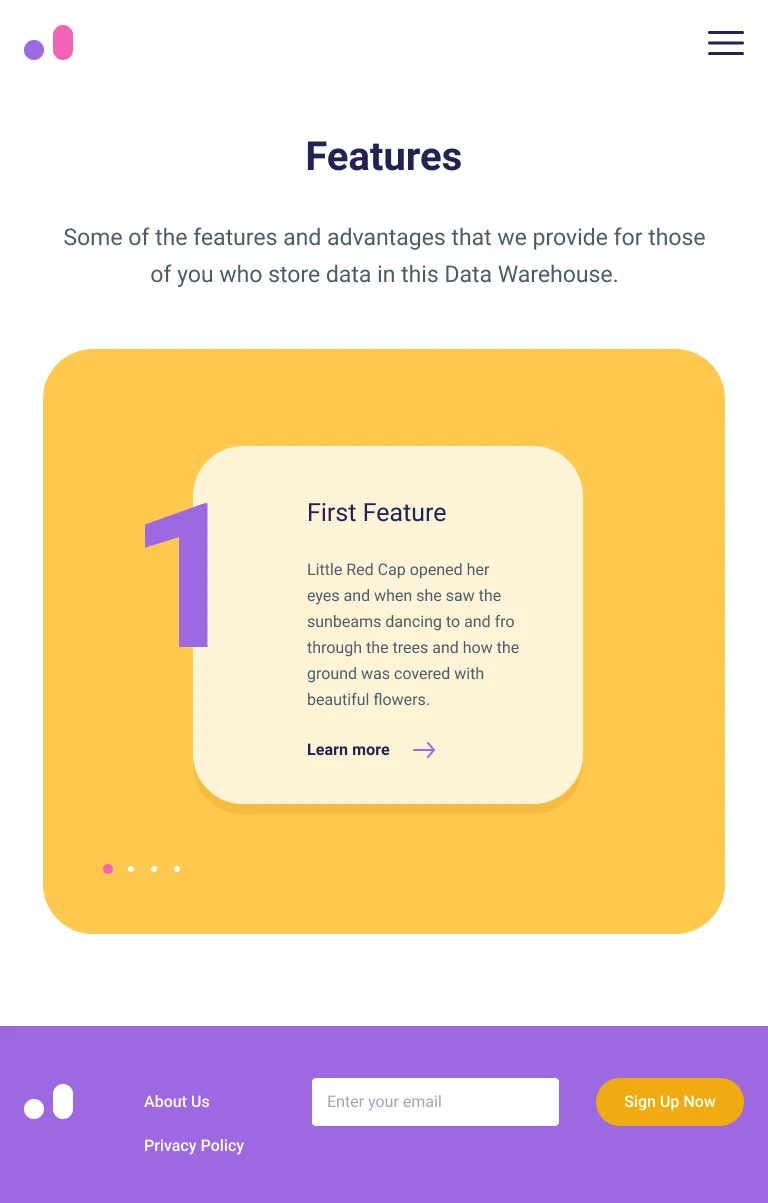 Features
Some of the features and advantages that we provide for those
of you who store data in this Data Warehouse.
1
First Feature
Little Red Cap opened her
eyes and when she saw the
sunbeams dancing to and fro
through the trees and how the
ground was covered with
beautiful flowers.
Learn more
About Us
Privacy Policy
Enter your email
Sign Up Now